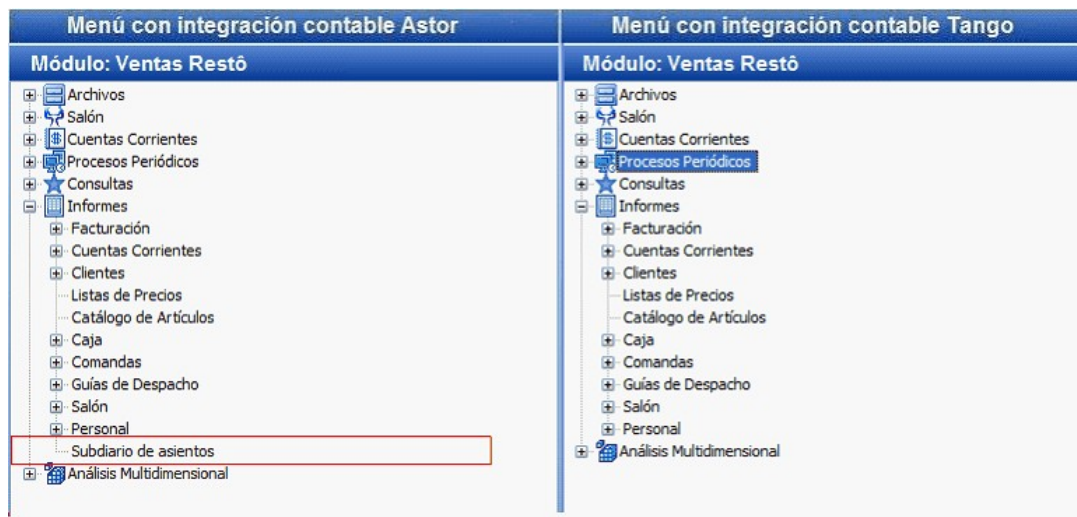 Menú con integración contable Astor
Módulo: Ventas Restô
Archivos
Salón
Cuentas Corrientes
Procesos Periódicos
Consultas
Informes
Facturación
Cuentas Corrientes
Clientes
Listas de Precios
Catálogo de Artículos
Caja
Comandas
Guías de Despacho
Salón
Personal
Subdiario de asientos
Análisis Multidimensional
Menú con integración contable Tango
Módulo: Ventas Restô
Archivos
Salón
Cuentas Corrientes
Procesos Periódicos
Consultas
Informes
Facturación
Cuentas Corrientes
Clientes
Listas de Precios
Catálogo de Artículos
Caja
Comandas
Guías de Despacho
Salón
Personal
Análisis Multidimensional